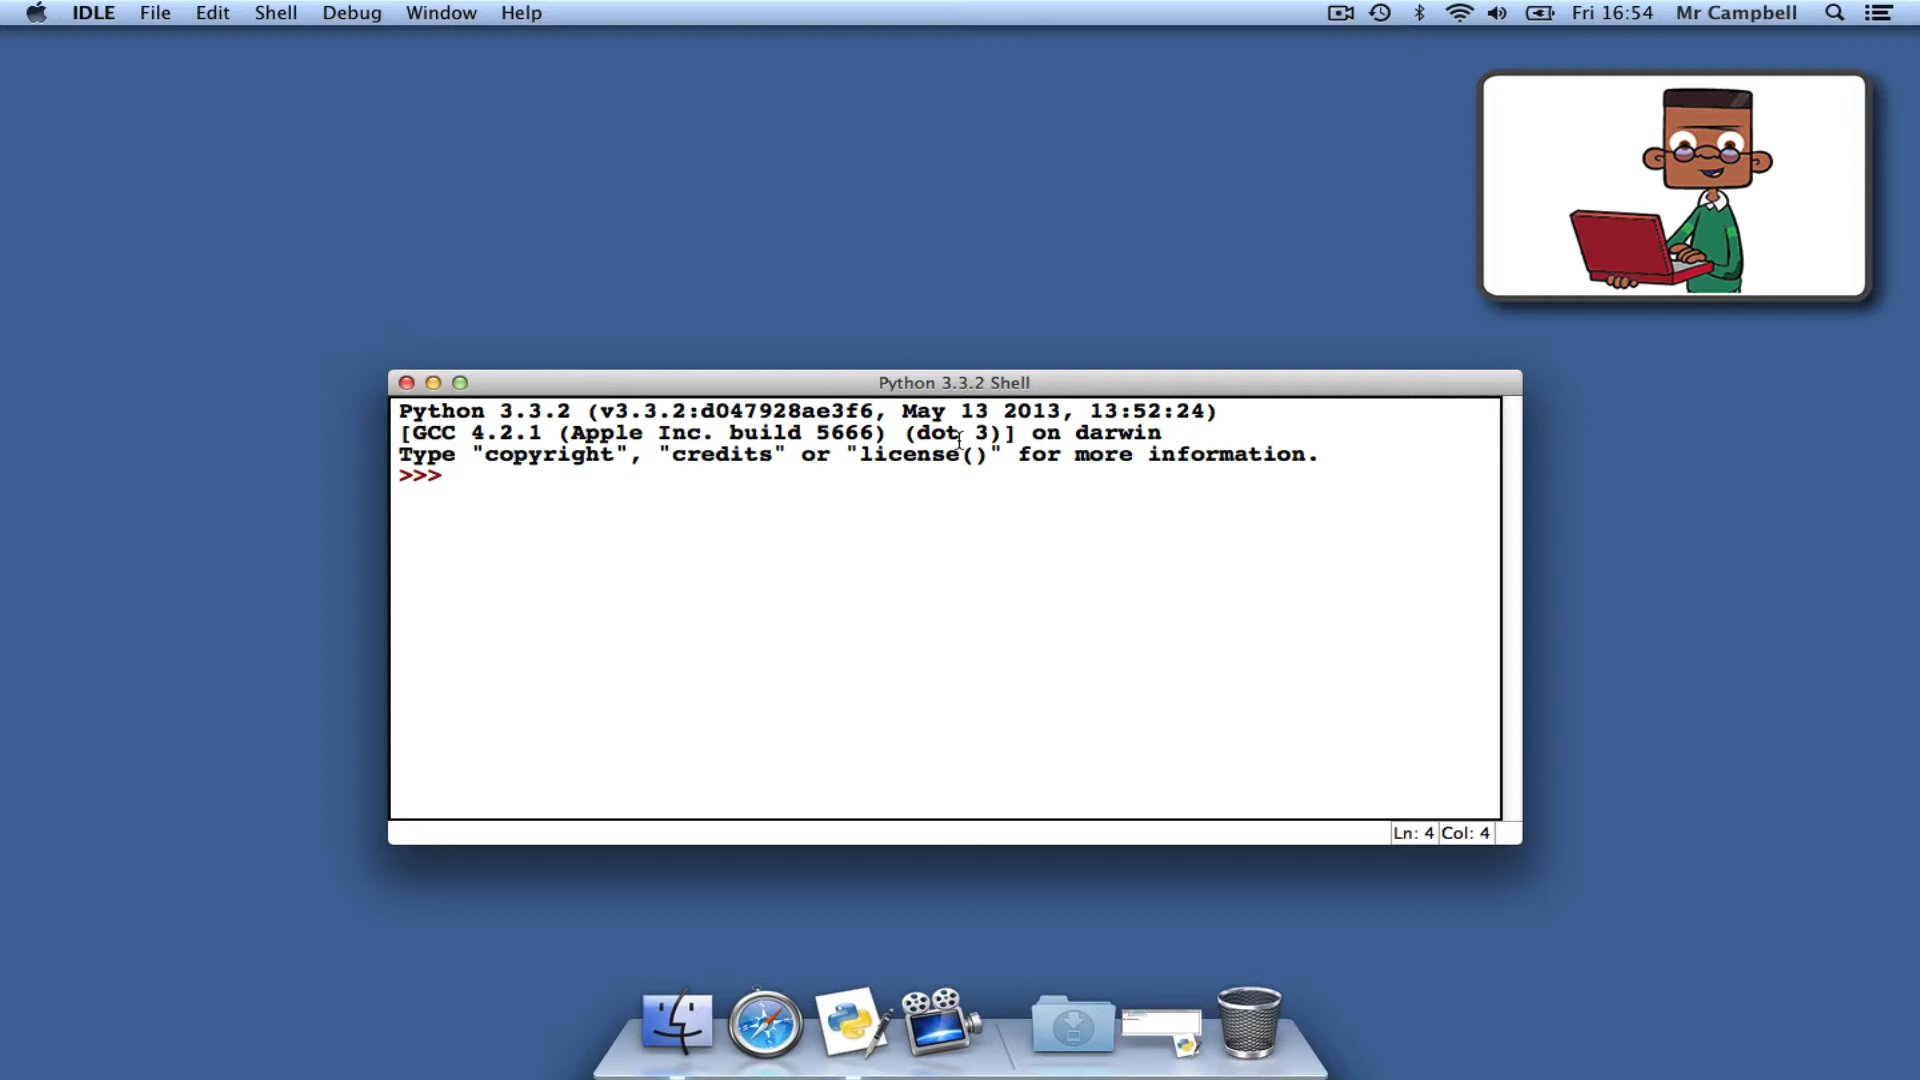 IDLE File Edit Shell Debug Window Help Fri 16:54 Mr Campbell
Python 3.3.2 Shell
Python 3.3.2 (v3.3.2:d047928ae3f6, May 13 2013, 13:52:24)
[GCC 4.2.1 (Apple Inc. build 5666) (dot 3)] on darwin
Type "copyright", "credits" or "license()" for more information.
>>>
Ln: 4 Col: 4